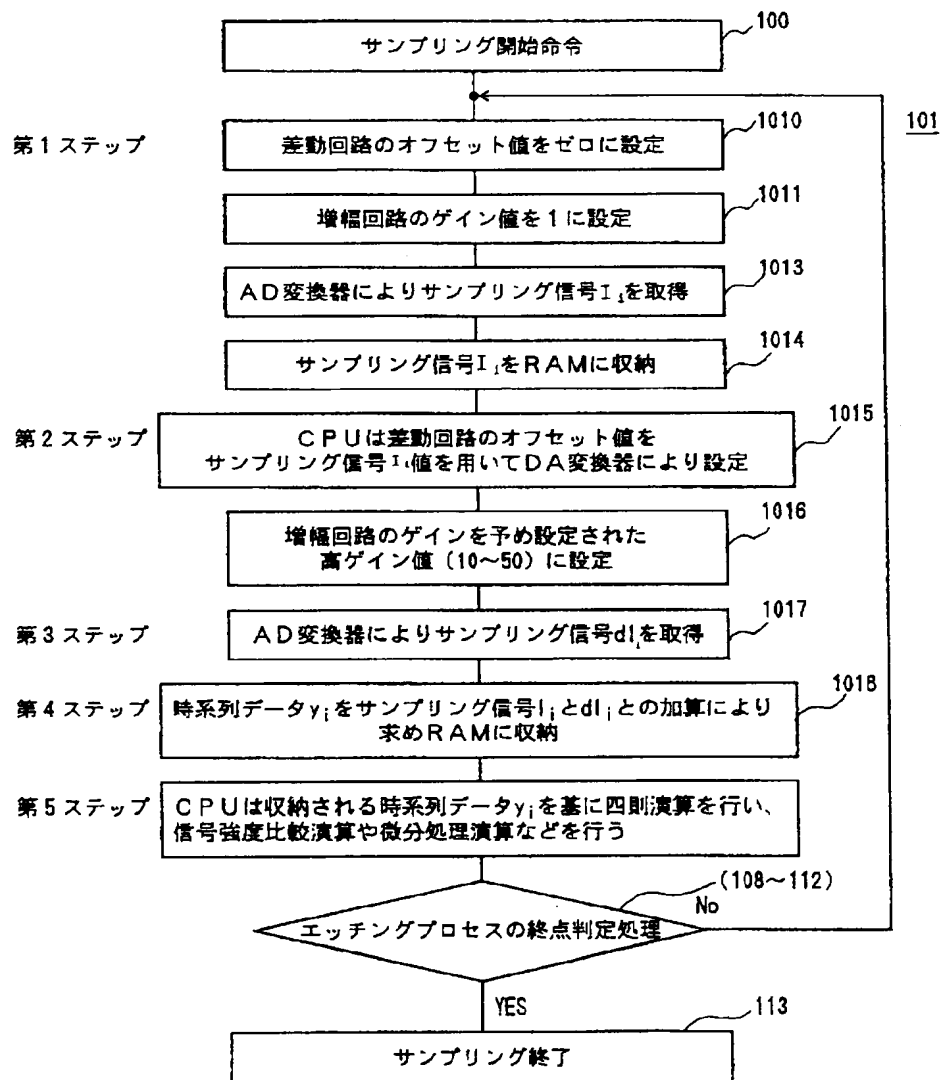 100
サンプリング開始命令
101
第1ステップ
1010
差動回路のオフセット値をゼロに設定
1011
増幅回路のゲイン値を1に設定
1013
AD変換器によりサンプリング信号Iᵢを取得
1014
サンプリング信号IᵢをRAMに収納
第2ステップ
1015
CPUは差動回路のオフセット値を
サンプリング信号Iᵢ値を用いてDA変換器により設定
1016
増幅回路のゲインを予め設定された
高ゲイン値(10~50)に設定
第3ステップ
1017
AD変換器によりサンプリング信号dIᵢを取得
第4ステップ
1018
時系列データyᵢをサンプリング信号IᵢとdIᵢとの加算により
求めRAMに収納
第5ステップ
CPUは収納される時系列データyᵢを基に四則演算を行い、
信号強度比較演算や微分処理演算などを行う
(108~112)
No
エッチングプロセスの終点判定処理
YES
113
サンプリング終了